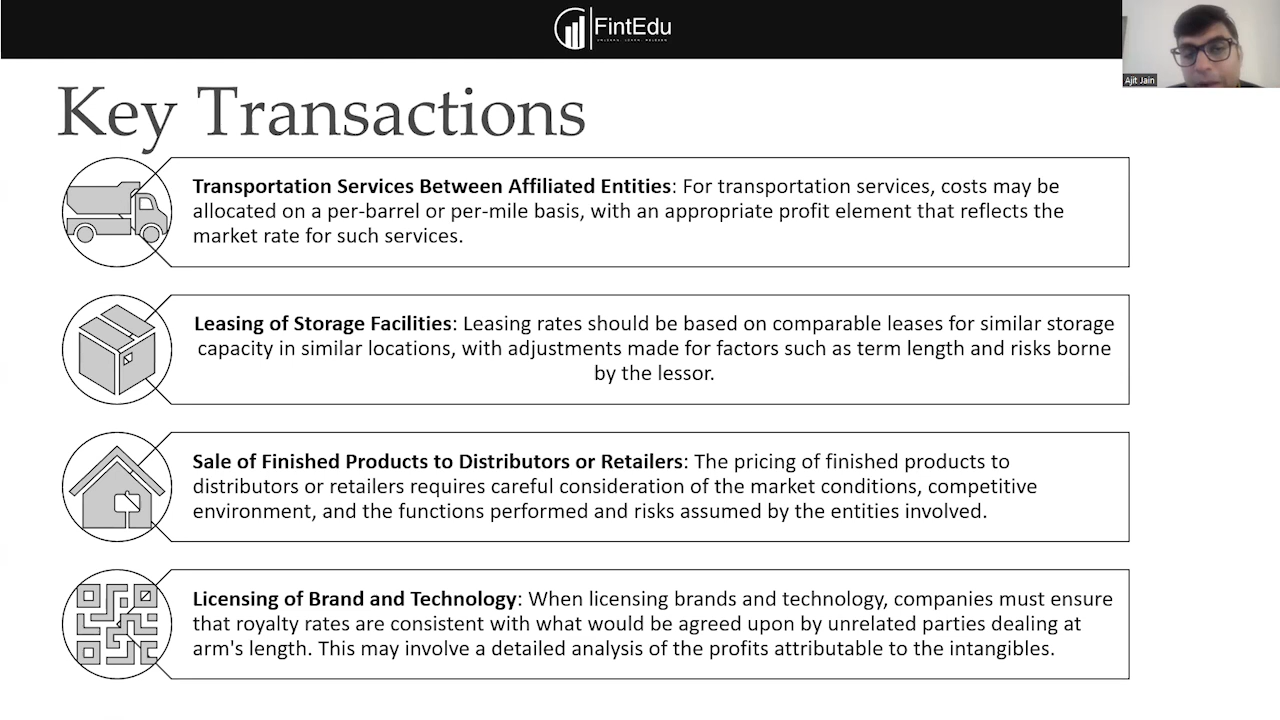 FintEdu
UNLEARN. LEARN. RELEARN
Ajit Jain
Key Transactions
Transportation Services Between Affiliated Entities: For transportation services, costs may be
allocated on a per-barrel or per-mile basis, with an appropriate profit element that reflects the
market rate for such services.
Leasing of Storage Facilities: Leasing rates should be based on comparable leases for similar storage
capacity in similar locations, with adjustments made for factors such as term length and risks borne
by the lessor.
Sale of Finished Products to Distributors or Retailers: The pricing of finished products to
distributors or retailers requires careful consideration of the market conditions, competitive
environment, and the functions performed and risks assumed by the entities involved.
Licensing of Brand and Technology: When licensing brands and technology, companies must ensure
that royalty rates are consistent with what would be agreed upon by unrelated parties dealing at
arm's length. This may involve a detailed analysis of the profits attributable to the intangibles.